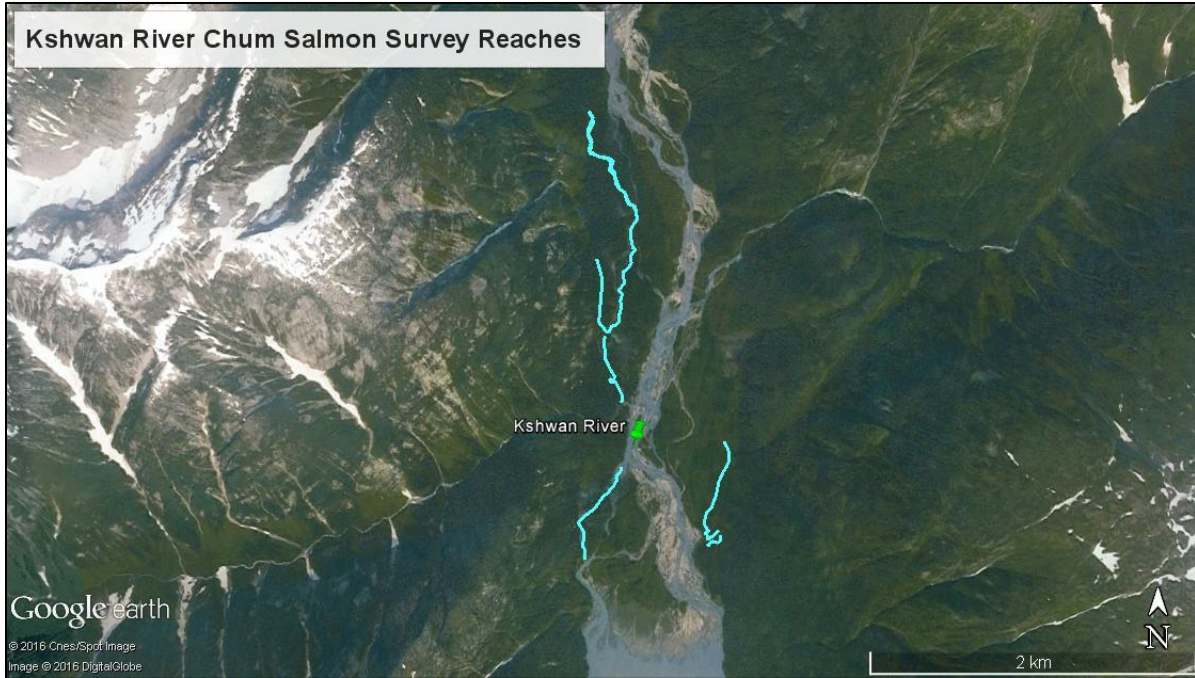 Kshwan River Chum Salmon Survey Reaches
Kshwan River
Google earth
© 2016 Cnes/Spot Image
Image © 2016 DigitalGlobe
N
2 km